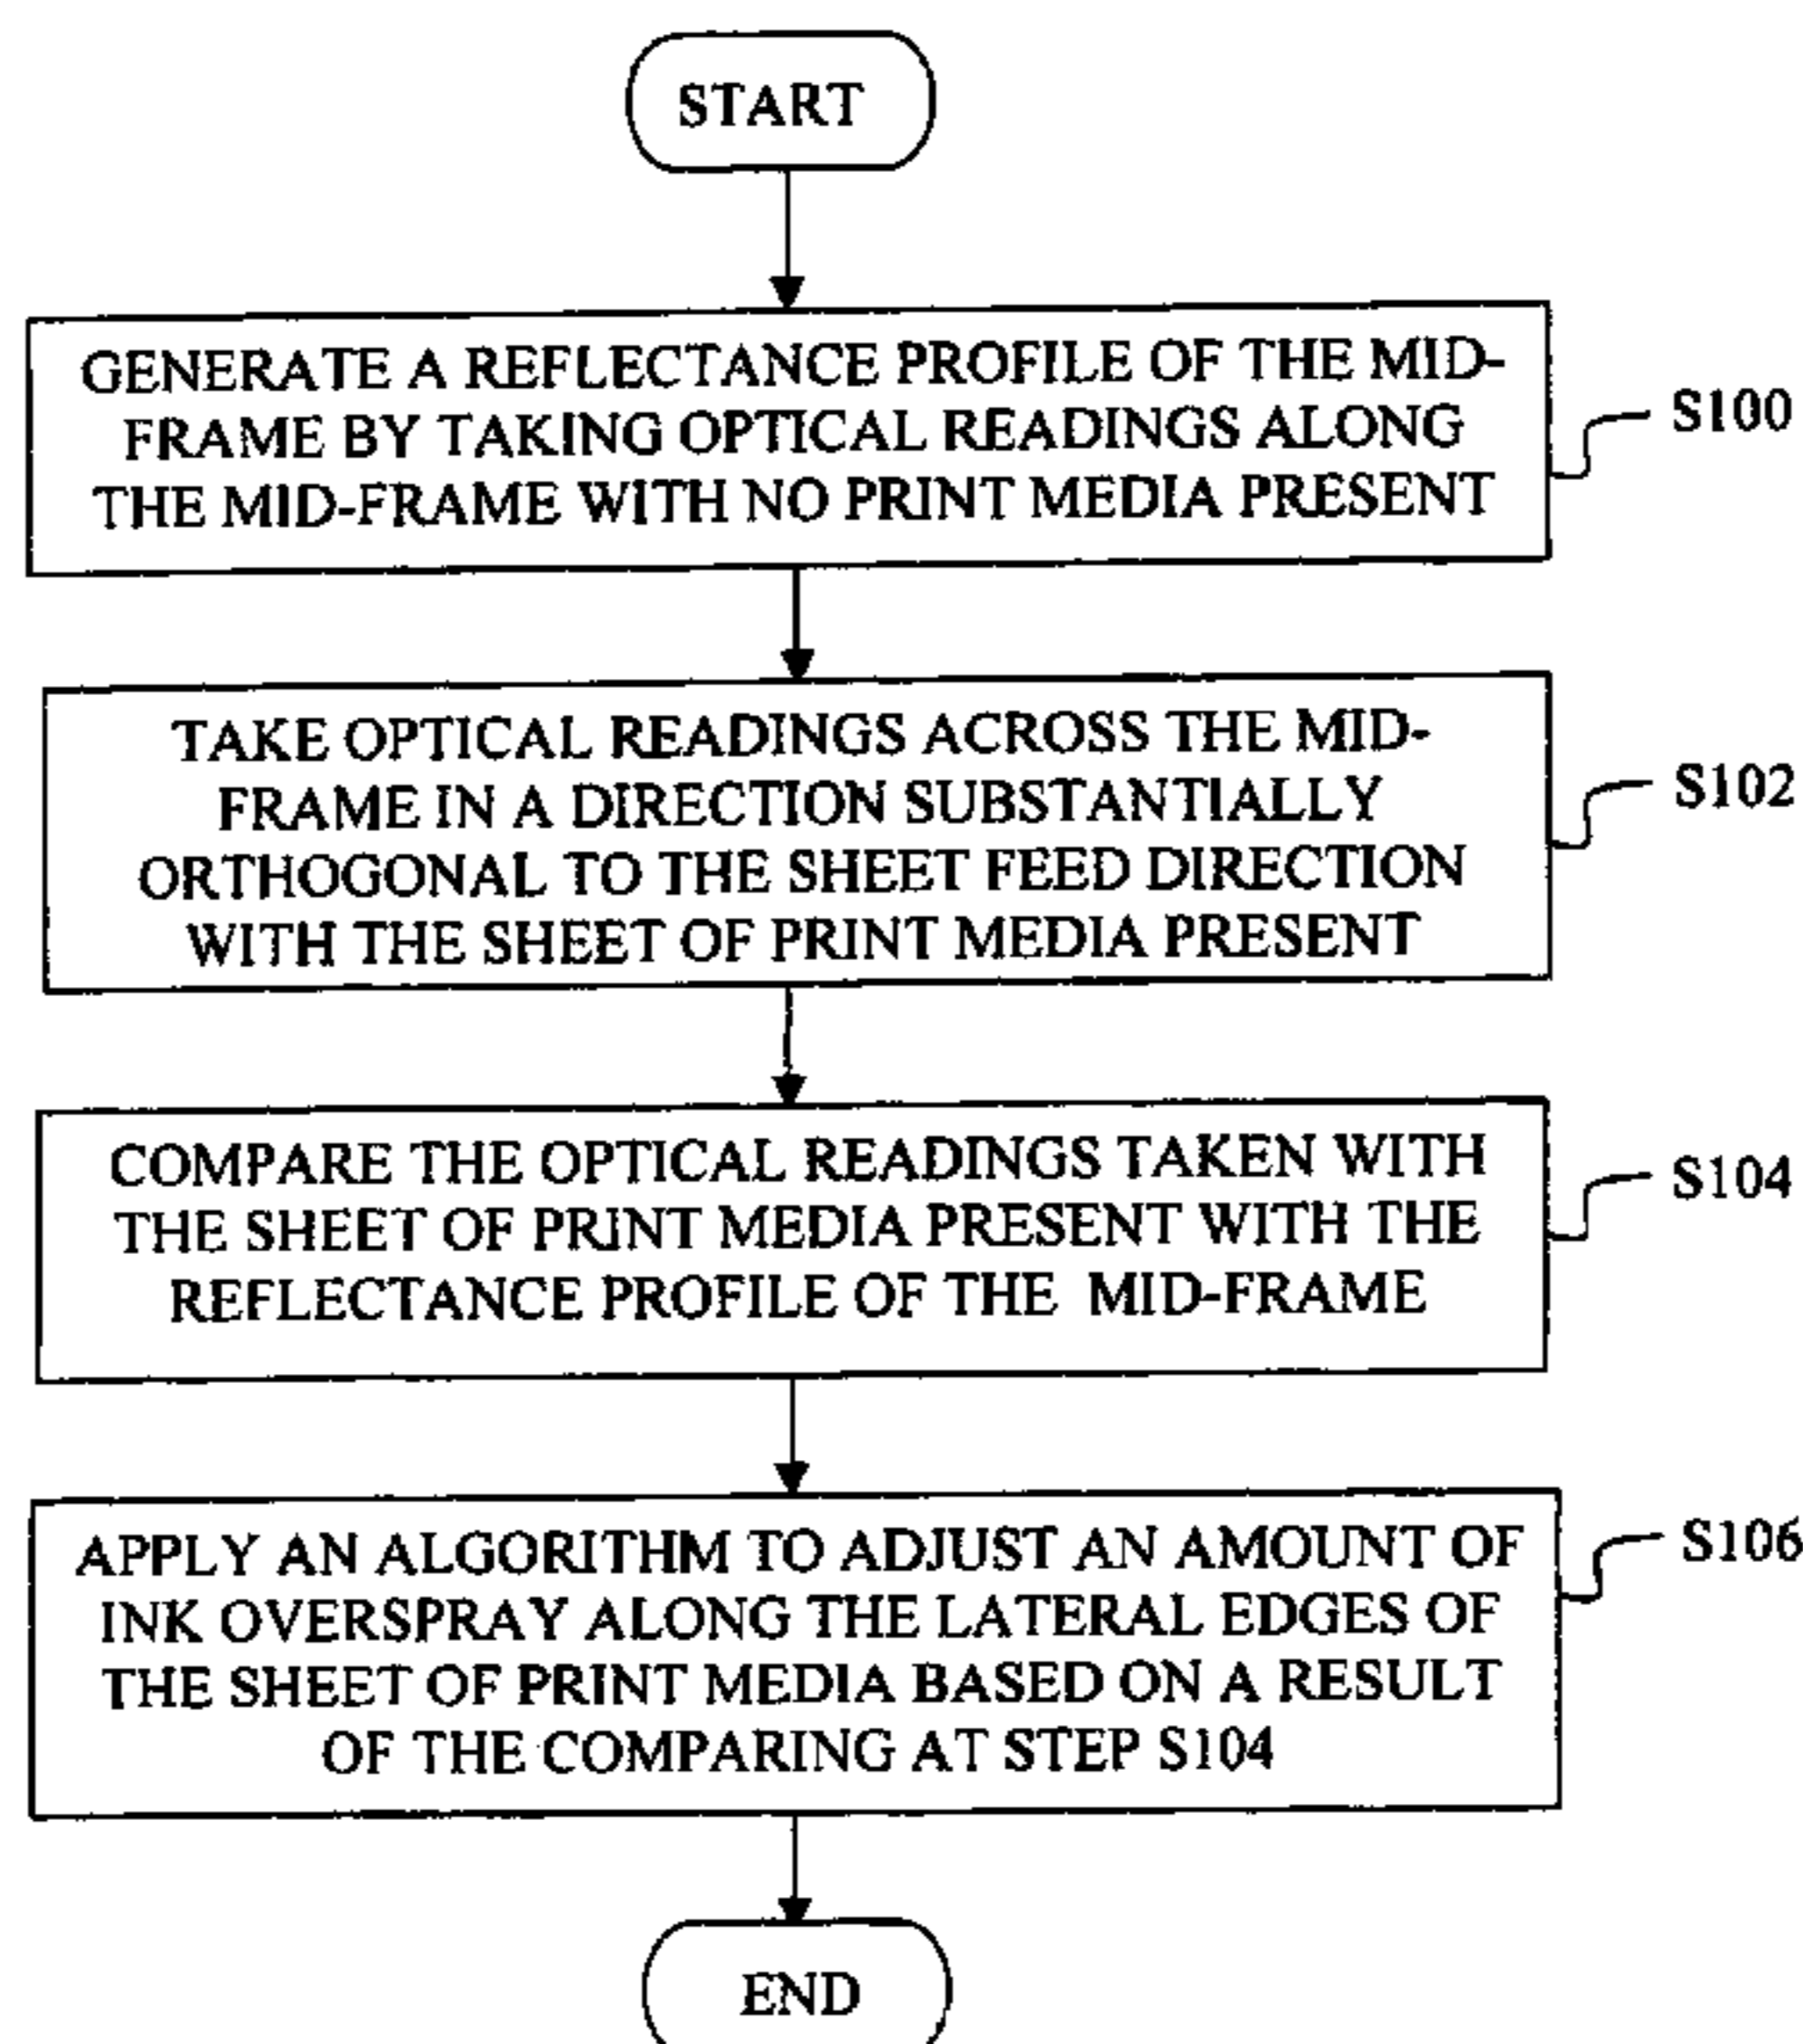 START
GENERATE A REFLECTANCE PROFILE OF THE MID-
FRAME BY TAKING OPTICAL READINGS ALONG
THE MID-FRAME WITH NO PRINT MEDIA PRESENT
S100
TAKE OPTICAL READINGS ACROSS THE MID-
FRAME IN A DIRECTION SUBSTANTIALLY
ORTHOGONAL TO THE SHEET FEED DIRECTION
WITH THE SHEET OF PRINT MEDIA PRESENT
S102
COMPARE THE OPTICAL READINGS TAKEN WITH
THE SHEET OF PRINT MEDIA PRESENT WITH THE
REFLECTANCE PROFILE OF THE MID-FRAME
S104
APPLY AN ALGORITHM TO ADJUST AN AMOUNT OF
INK OVERSPRAY ALONG THE LATERAL EDGES OF
THE SHEET OF PRINT MEDIA BASED ON A RESULT
OF THE COMPARING AT STEP S104
S106
END